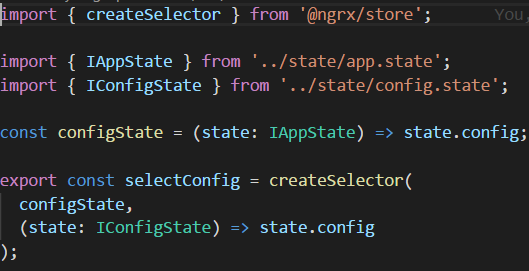 import { createSelector } from '@ngrx/store';
You,
import { IAppState } from '../state/app.state';
import { IConfigState } from '../state/config.state';
const configState = (state: IAppState) => state.config;
export const selectConfig = createSelector(
  configState,
  (state: IConfigState) => state.config
);